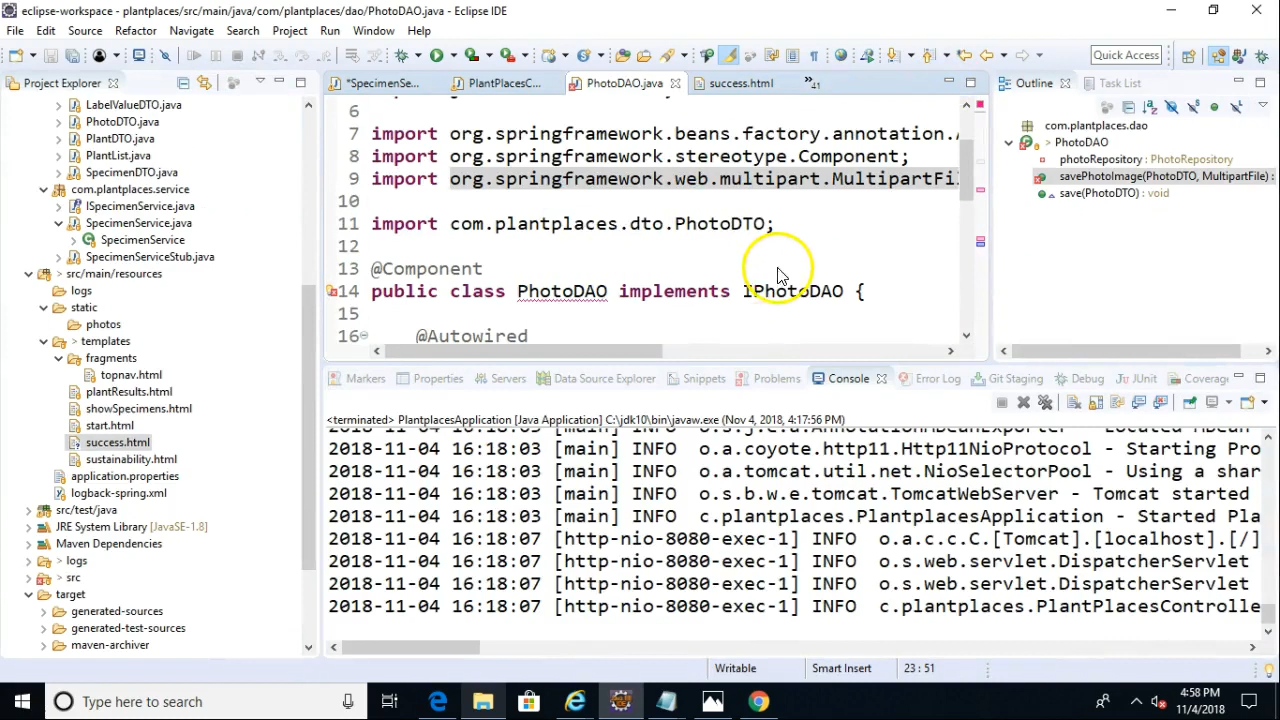 eclipse-workspace - plantplaces/src/main/java/com/plantplaces/dao/PhotoDAO.java - Eclipse IDE
File Edit Source Refactor Navigate Search Project Run Window Help
Quick Access
Project Explorer
LabelValueDTO.java
PhotoDTO.java
PlantDTO.java
PlantList.java
SpecimenDTO.java
com.plantplaces.service
ISpecimenService.java
SpecimenService.java
SpecimenService
SpecimenServiceStub.java
src/main/resources
logs
static
photos
templates
fragments
topnav.html
plantResults.html
showSpecimens.html
start.html
success.html
sustainability.html
application.properties
logback-spring.xml
src/test/java
JRE System Library [JavaSE-1.8]
Maven Dependencies
logs
src
target
generated-sources
generated-test-sources
maven-archiver
*SpecimenSe... PlantPlacesC... PhotoDAO.java success.html »41
6
7 import org.springframework.beans.factory.annotation.
8 import org.springframework.stereotype.Component;
9 import org.springframework.web.multipart.MultipartFi
10
11 import com.plantplaces.dto.PhotoDTO;
12
13 @Component
14 public class PhotoDAO implements IPhotoDAO {
15
16 @Autowired
Outline Task List
com.plantplaces.dao
PhotoDAO
photoRepository : PhotoRepository
savePhotoImage(PhotoDTO, MultipartFile) :
save(PhotoDTO) : void
Markers Properties Servers Data Source Explorer Snippets Problems Console Error Log Git Staging Debug JUnit Coverage
<terminated> PlantplacesApplication [Java Application] C:\jdk10\bin\javaw.exe (Nov 4, 2018, 4:17:56 PM)
2018-11-04 16:18:03 [main] INFO o.s.j.e.a.AnnotationMBeanExporter - Located MBean
2018-11-04 16:18:03 [main] INFO o.a.coyote.http11.Http11NioProtocol - Starting Pro
2018-11-04 16:18:03 [main] INFO o.a.tomcat.util.net.NioSelectorPool - Using a shar
2018-11-04 16:18:03 [main] INFO o.s.b.w.e.tomcat.TomcatWebServer - Tomcat started
2018-11-04 16:18:03 [main] INFO c.plantplaces.PlantplacesApplication - Started Pla
2018-11-04 16:18:07 [http-nio-8080-exec-1] INFO o.a.c.c.C.[Tomcat].[localhost].[/]
2018-11-04 16:18:07 [http-nio-8080-exec-1] INFO o.s.web.servlet.DispatcherServlet
2018-11-04 16:18:07 [http-nio-8080-exec-1] INFO o.s.web.servlet.DispatcherServlet
2018-11-04 16:18:07 [http-nio-8080-exec-1] INFO c.plantplaces.PlantPlacesControlle
Writable Smart Insert 23 : 51
Type here to search
4:58 PM
11/4/2018